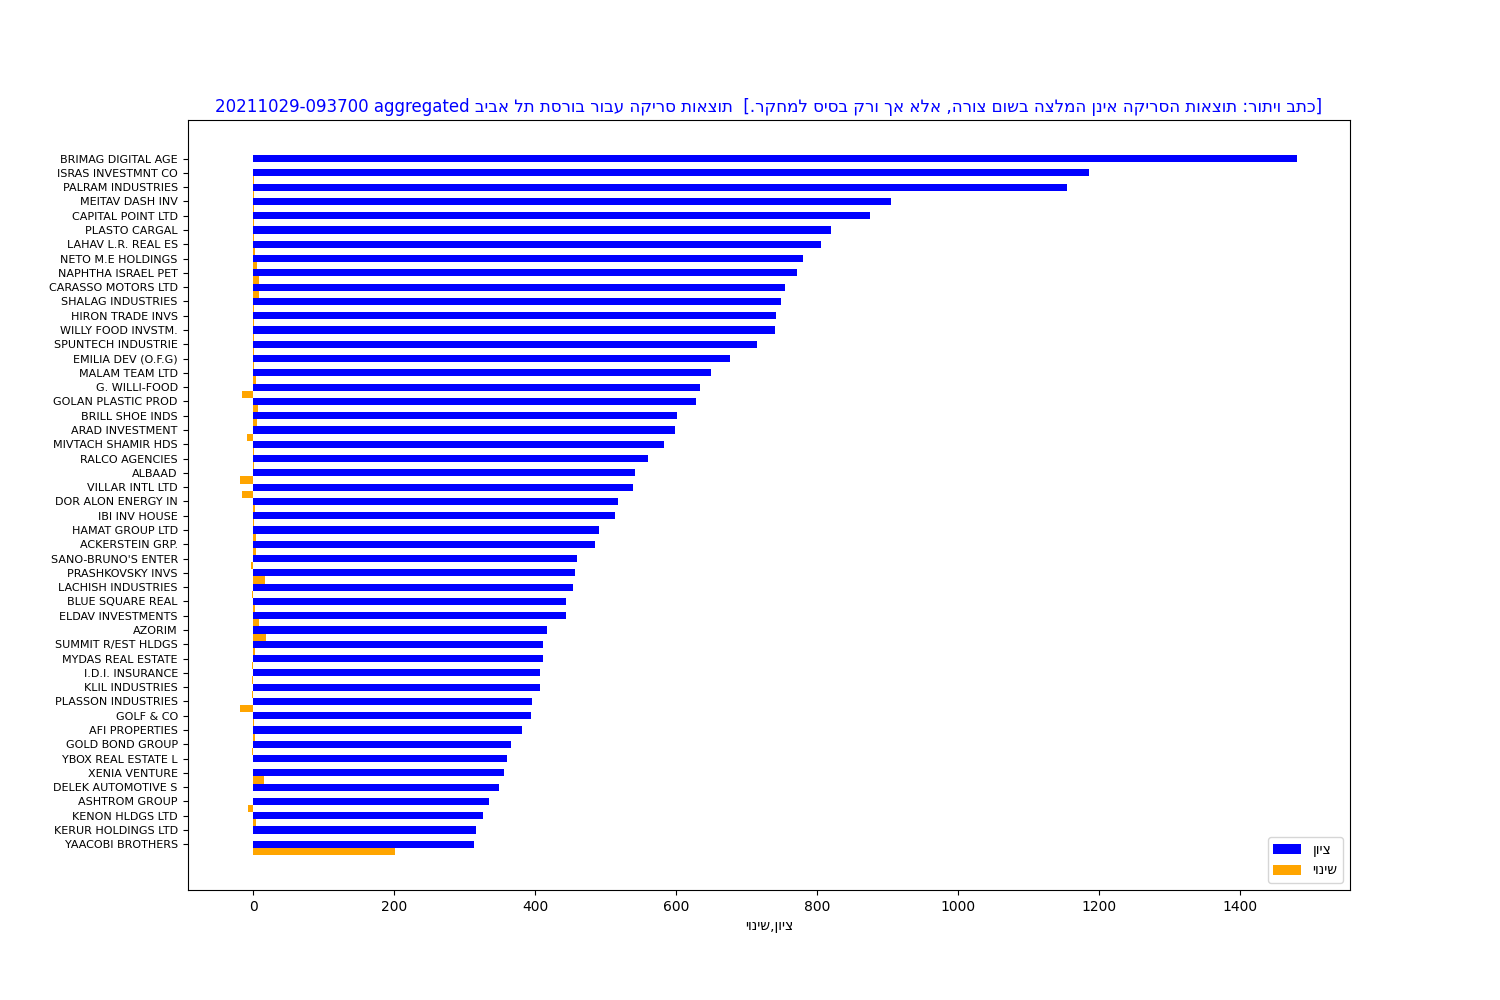 [כתב ויתור: תוצאות הסריקה אינן המלצה בשום צורה, אלא אך ורק בסיס למחקר.]  תוצאות סריקה עבור בורסת תל אביב 20211029-093700 aggregated
BRIMAG DIGITAL AGE
ISRAS INVESTMNT CO
PALRAM INDUSTRIES
MEITAV DASH INV
CAPITAL POINT LTD
PLASTO CARGAL
LAHAV L.R. REAL ES
NETO M.E HOLDINGS
NAPHTHA ISRAEL PET
CARASSO MOTORS LTD
SHALAG INDUSTRIES
HIRON TRADE INVS
WILLY FOOD INVSTM.
SPUNTECH INDUSTRIE
EMILIA DEV (O.F.G)
MALAM TEAM LTD
G. WILLI-FOOD
GOLAN PLASTIC PROD
BRILL SHOE INDS
ARAD INVESTMENT
MIVTACH SHAMIR HDS
RALCO AGENCIES
ALBAAD
VILLAR INTL LTD
DOR ALON ENERGY IN
IBI INV HOUSE
HAMAT GROUP LTD
ACKERSTEIN GRP.
SANO-BRUNO'S ENTER
PRASHKOVSKY INVS
LACHISH INDUSTRIES
BLUE SQUARE REAL
ELDAV INVESTMENTS
AZORIM
SUMMIT R/EST HLDGS
MYDAS REAL ESTATE
I.D.I. INSURANCE
KLIL INDUSTRIES
PLASSON INDUSTRIES
GOLF & CO
AFI PROPERTIES
GOLD BOND GROUP
YBOX REAL ESTATE L
XENIA VENTURE
DELEK AUTOMOTIVE S
ASHTROM GROUP
KENON HLDGS LTD
KERUR HOLDINGS LTD
YAACOBI BROTHERS
ציון
שינוי
0 200 400 600 800 1000 1200 1400
ציון,שינוי